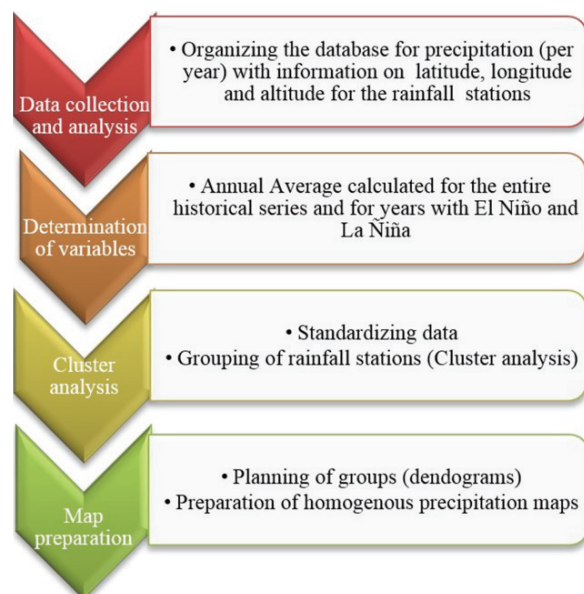 Data collection
and analysis
• Organizing the database for precipitation (per
year) with information on latitude, longitude
and altitude for the rainfall stations
Determination
of variables
• Annual Average calculated for the entire
historical series and for years with El Niño and
La Ñiña
Cluster
analysis
• Standardizing data
• Grouping of rainfall stations (Cluster analysis)
Map
preparation
• Planning of groups (dendograms)
• Preparation of homogenous precipitation maps